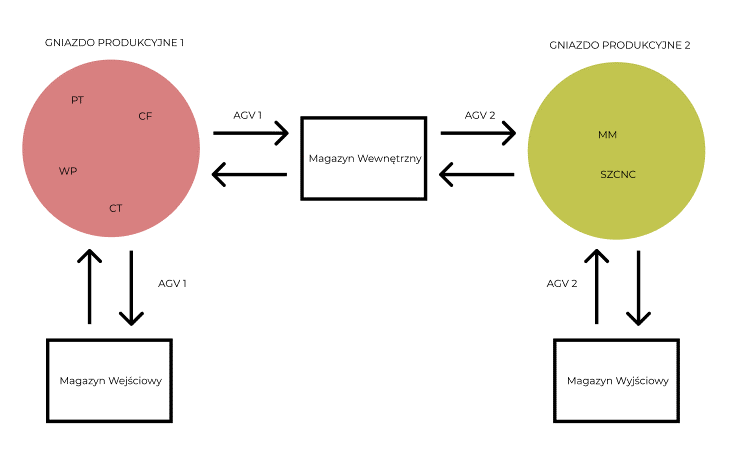 GNIAZDO PRODUKCYJNE 1
GNIAZDO PRODUKCYJNE 2
PT
CF
WP
CT
AGV 1
Magazyn Wewnętrzny
AGV 2
MM
SZCNC
AGV 1
AGV 2
Magazyn Wejściowy
Magazyn Wyjściowy